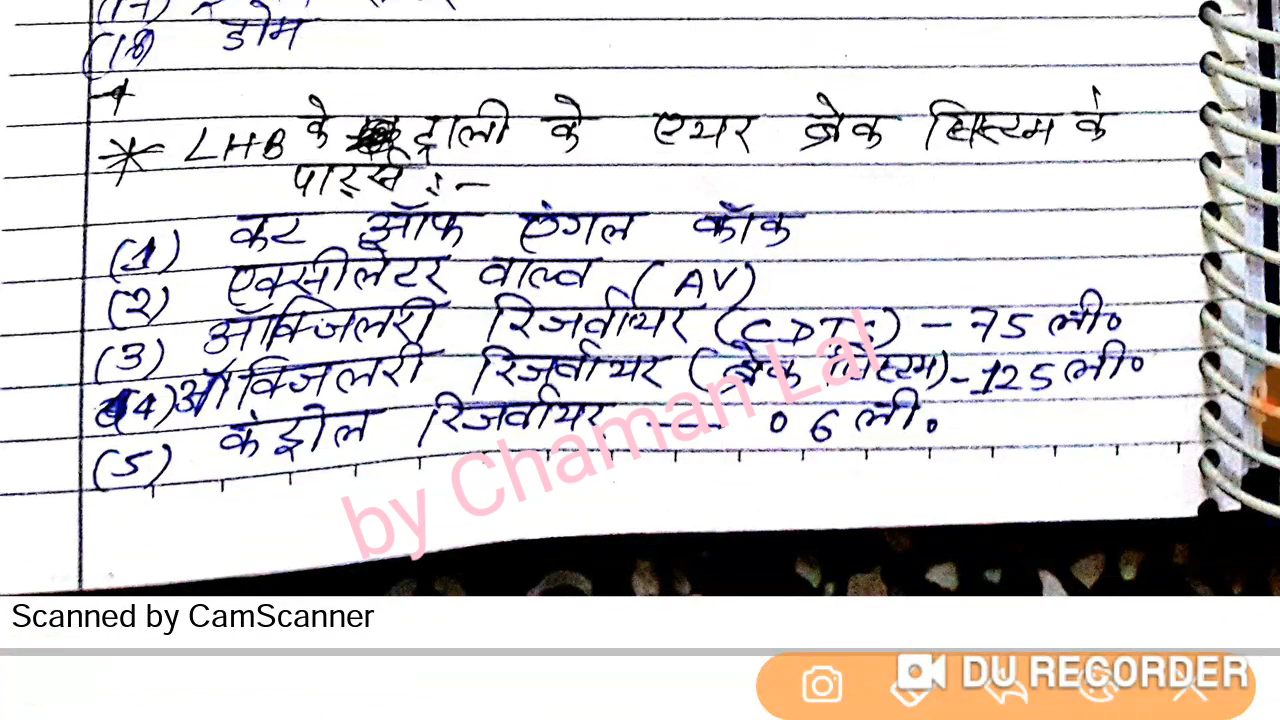 (18) डोम
* LHB के ट्राली के एयर ब्रेक सिस्टम के
पार्ट्स :-
(1) कट ऑफ एंगल कॉक
(2) एक्सीलेटर वाल्व (AV)
(3) ऑक्जिलरी रिजर्वायर (CDTS) - 75 ली०
(4) ऑक्जिलरी रिजर्वायर (ब्रेक सिस्टम) - 125 ली०
(5) कंट्रोल रिजर्वायर --- 06 ली.
by Chaman Lal
Scanned by CamScanner
DU RECORDER